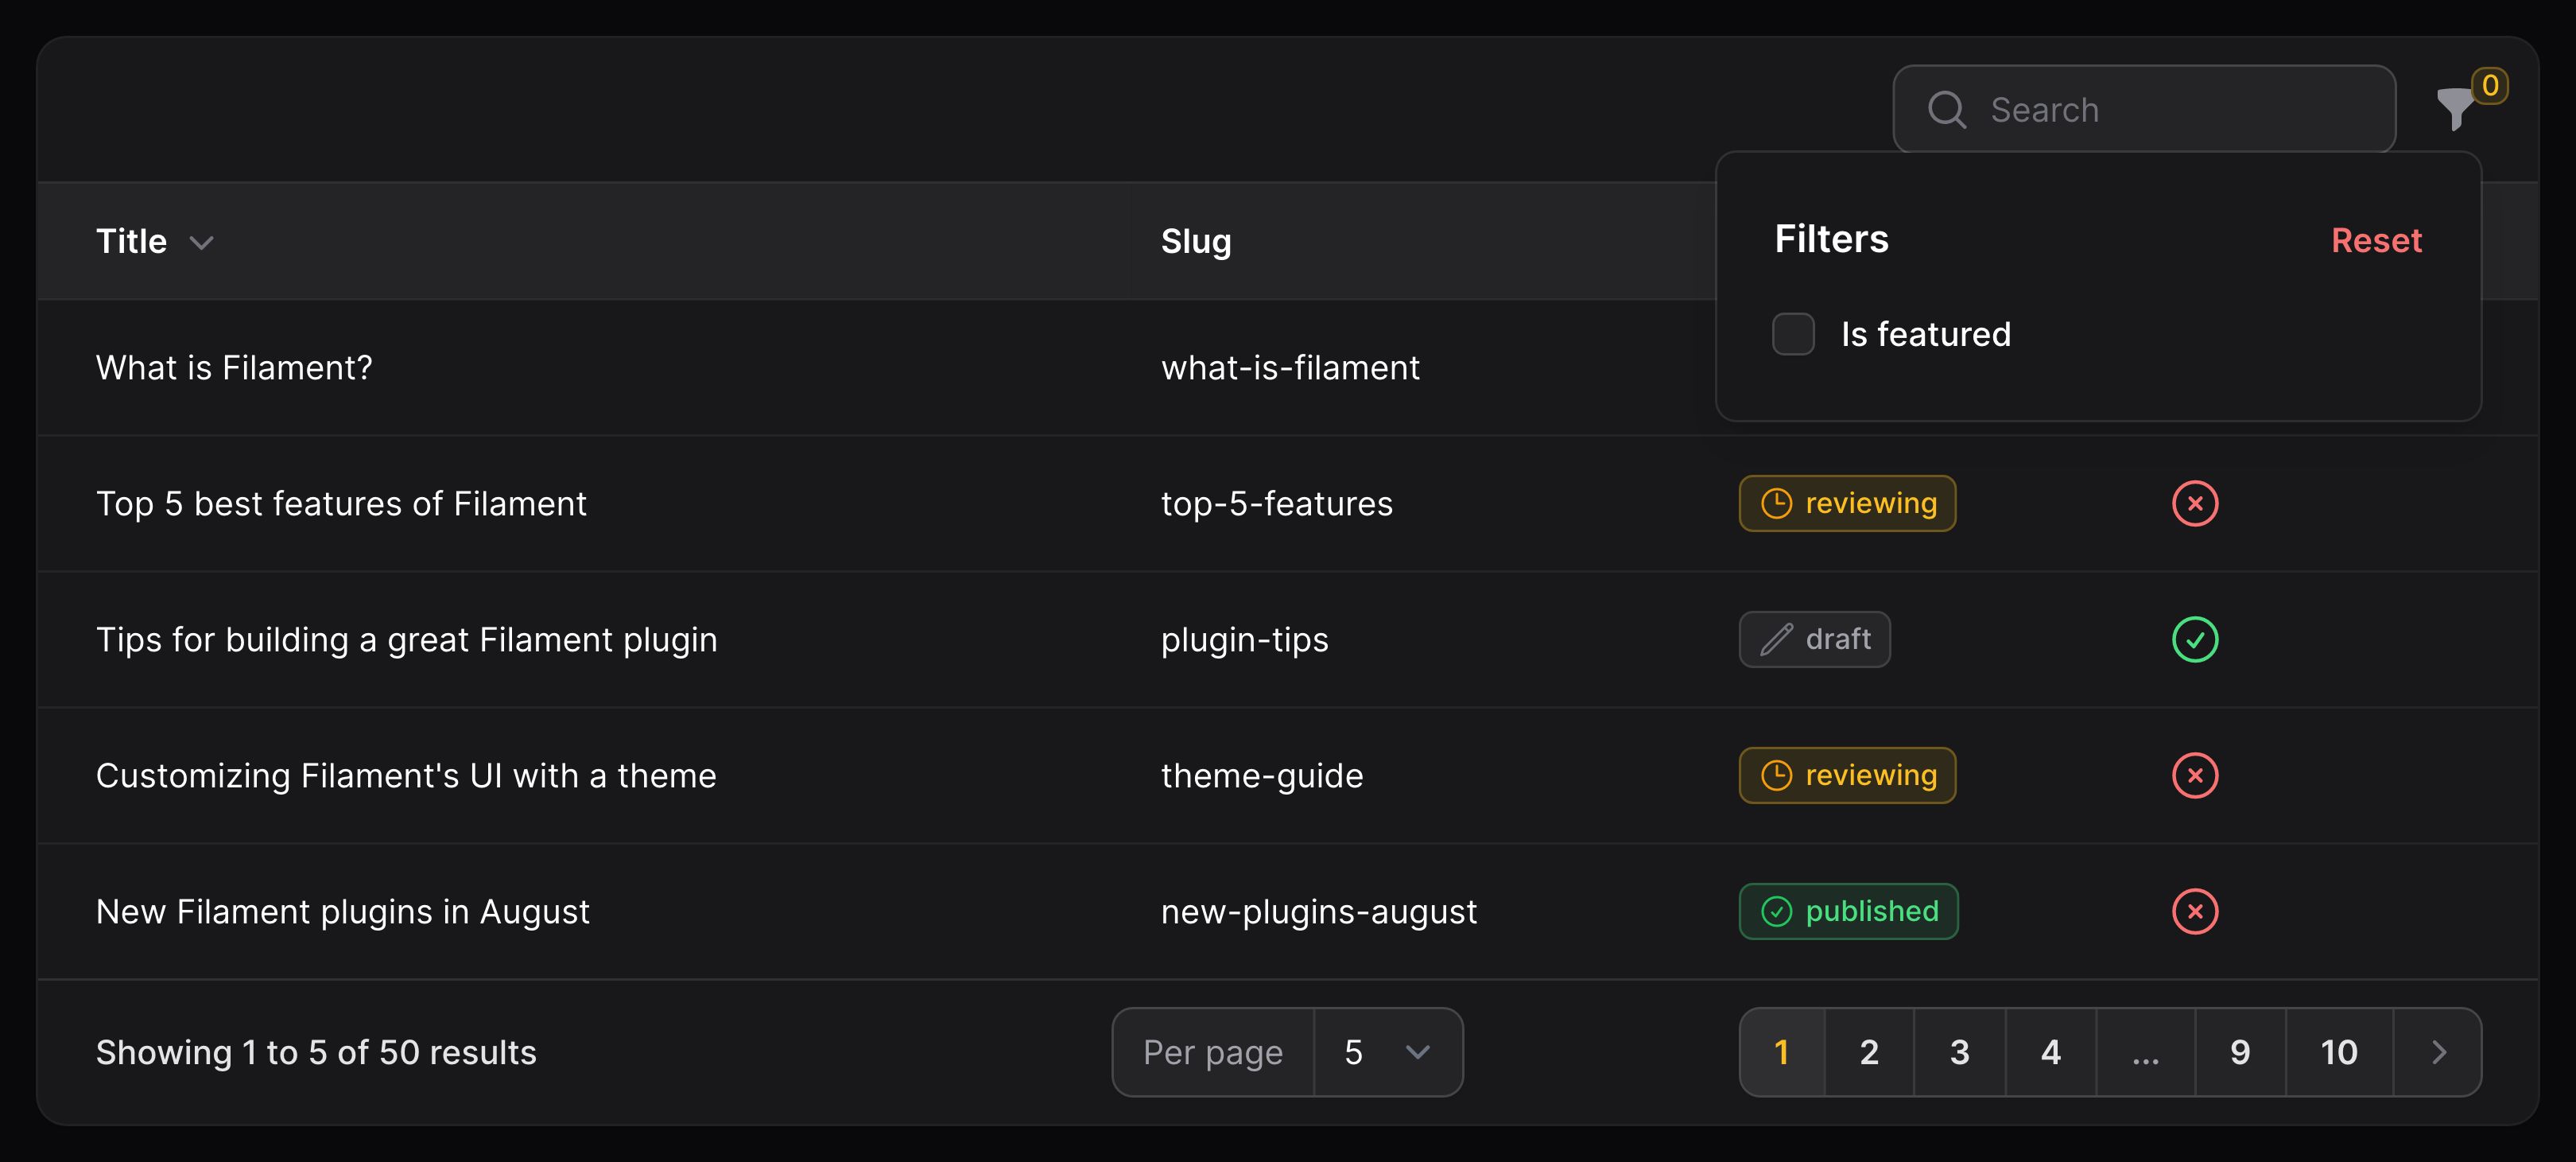 Search
0
Title
Slug
Filters
Reset
Is featured
What is Filament?
what-is-filament
Top 5 best features of Filament
top-5-features
reviewing
Tips for building a great Filament plugin
plugin-tips
draft
Customizing Filament's UI with a theme
theme-guide
reviewing
New Filament plugins in August
new-plugins-august
published
Showing 1 to 5 of 50 results
Per page
5
1 2 3 4 ... 9 10